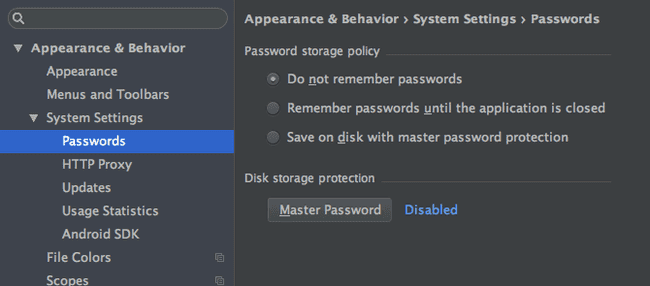 Appearance & Behavior
Appearance
Menus and Toolbars
System Settings
Passwords
HTTP Proxy
Updates
Usage Statistics
Android SDK
File Colors
Scopes
Appearance & Behavior › System Settings › Passwords
Password storage policy
Do not remember passwords
Remember passwords until the application is closed
Save on disk with master password protection
Disk storage protection
Master Password Disabled